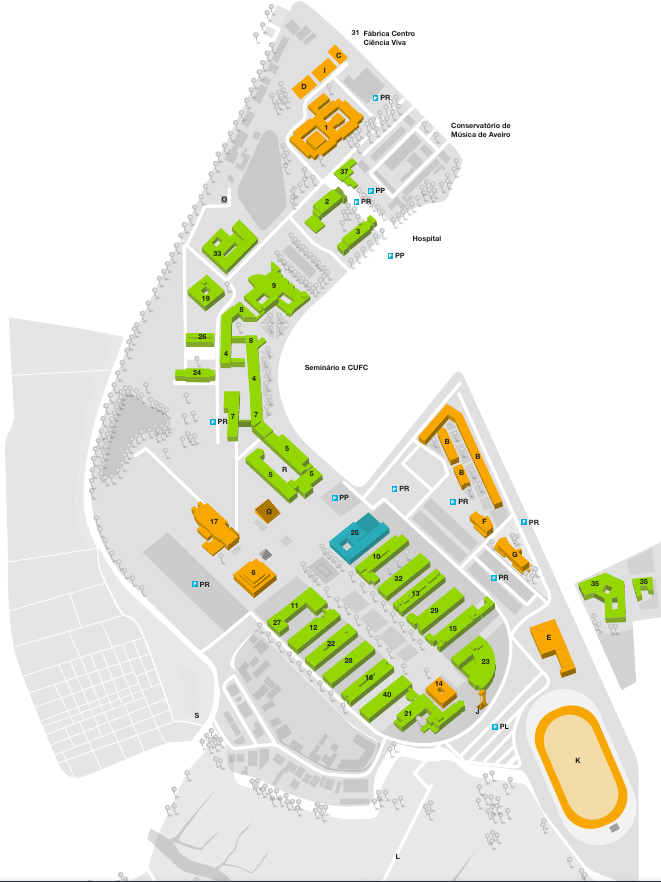 31 Fábrica Centro
Ciência Viva
C
I
D
P PR
1
Conservatório de
Música de Aveiro
37
P PP
O
2
P PR
3
Hospital
33
P PP
9
19
8
26
8
4
Seminário e CUFC
24
4
B
7
7
P PR
B
5
R
B
5
5
P PR
P PP
P PR
Q
17
F
P PR
25
G
10
6
32
P PR
P PR
35
35
13
11
29
27
12
15
E
22
28
23
16
14
40
J
21
S
P PL
K
L